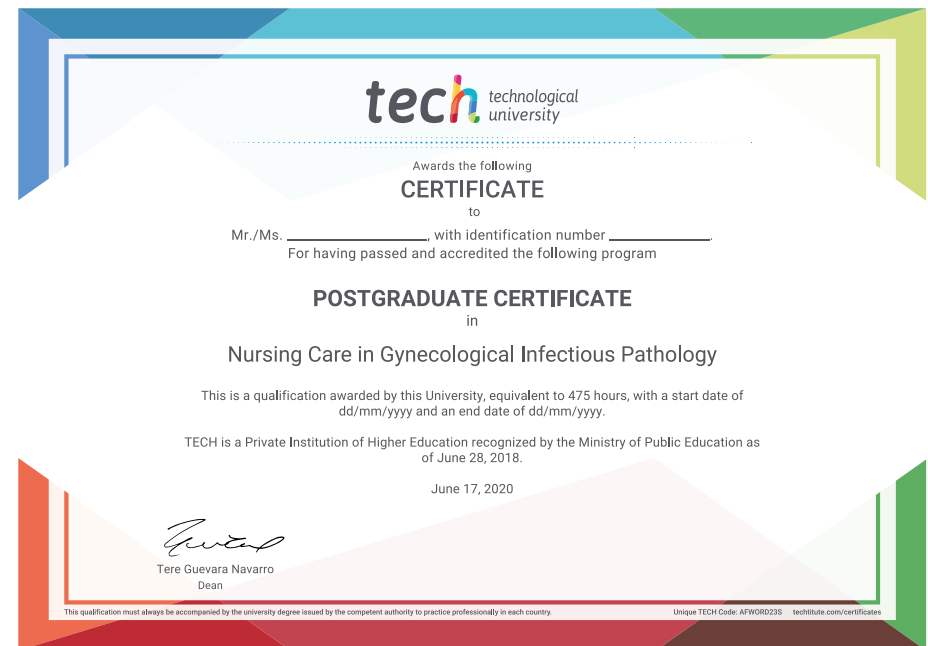 tech technological
university
Awards the following
CERTIFICATE
to
Mr./Ms. ____________________, with identification number ______________.
For having passed and accredited the following program
POSTGRADUATE CERTIFICATE
in
Nursing Care in Gynecological Infectious Pathology
This is a qualification awarded by this University, equivalent to 475 hours, with a start date of
dd/mm/yyyy and an end date of dd/mm/yyyy.
TECH is a Private Institution of Higher Education recognized by the Ministry of Public Education as
of June 28, 2018.
June 17, 2020
Tere Guevara Navarro
Dean
This qualification must always be accompanied by the university degree issued by the competent authority to practice professionally in each country.
Unique TECH Code: AFWORD23S techtitute.com/certificates